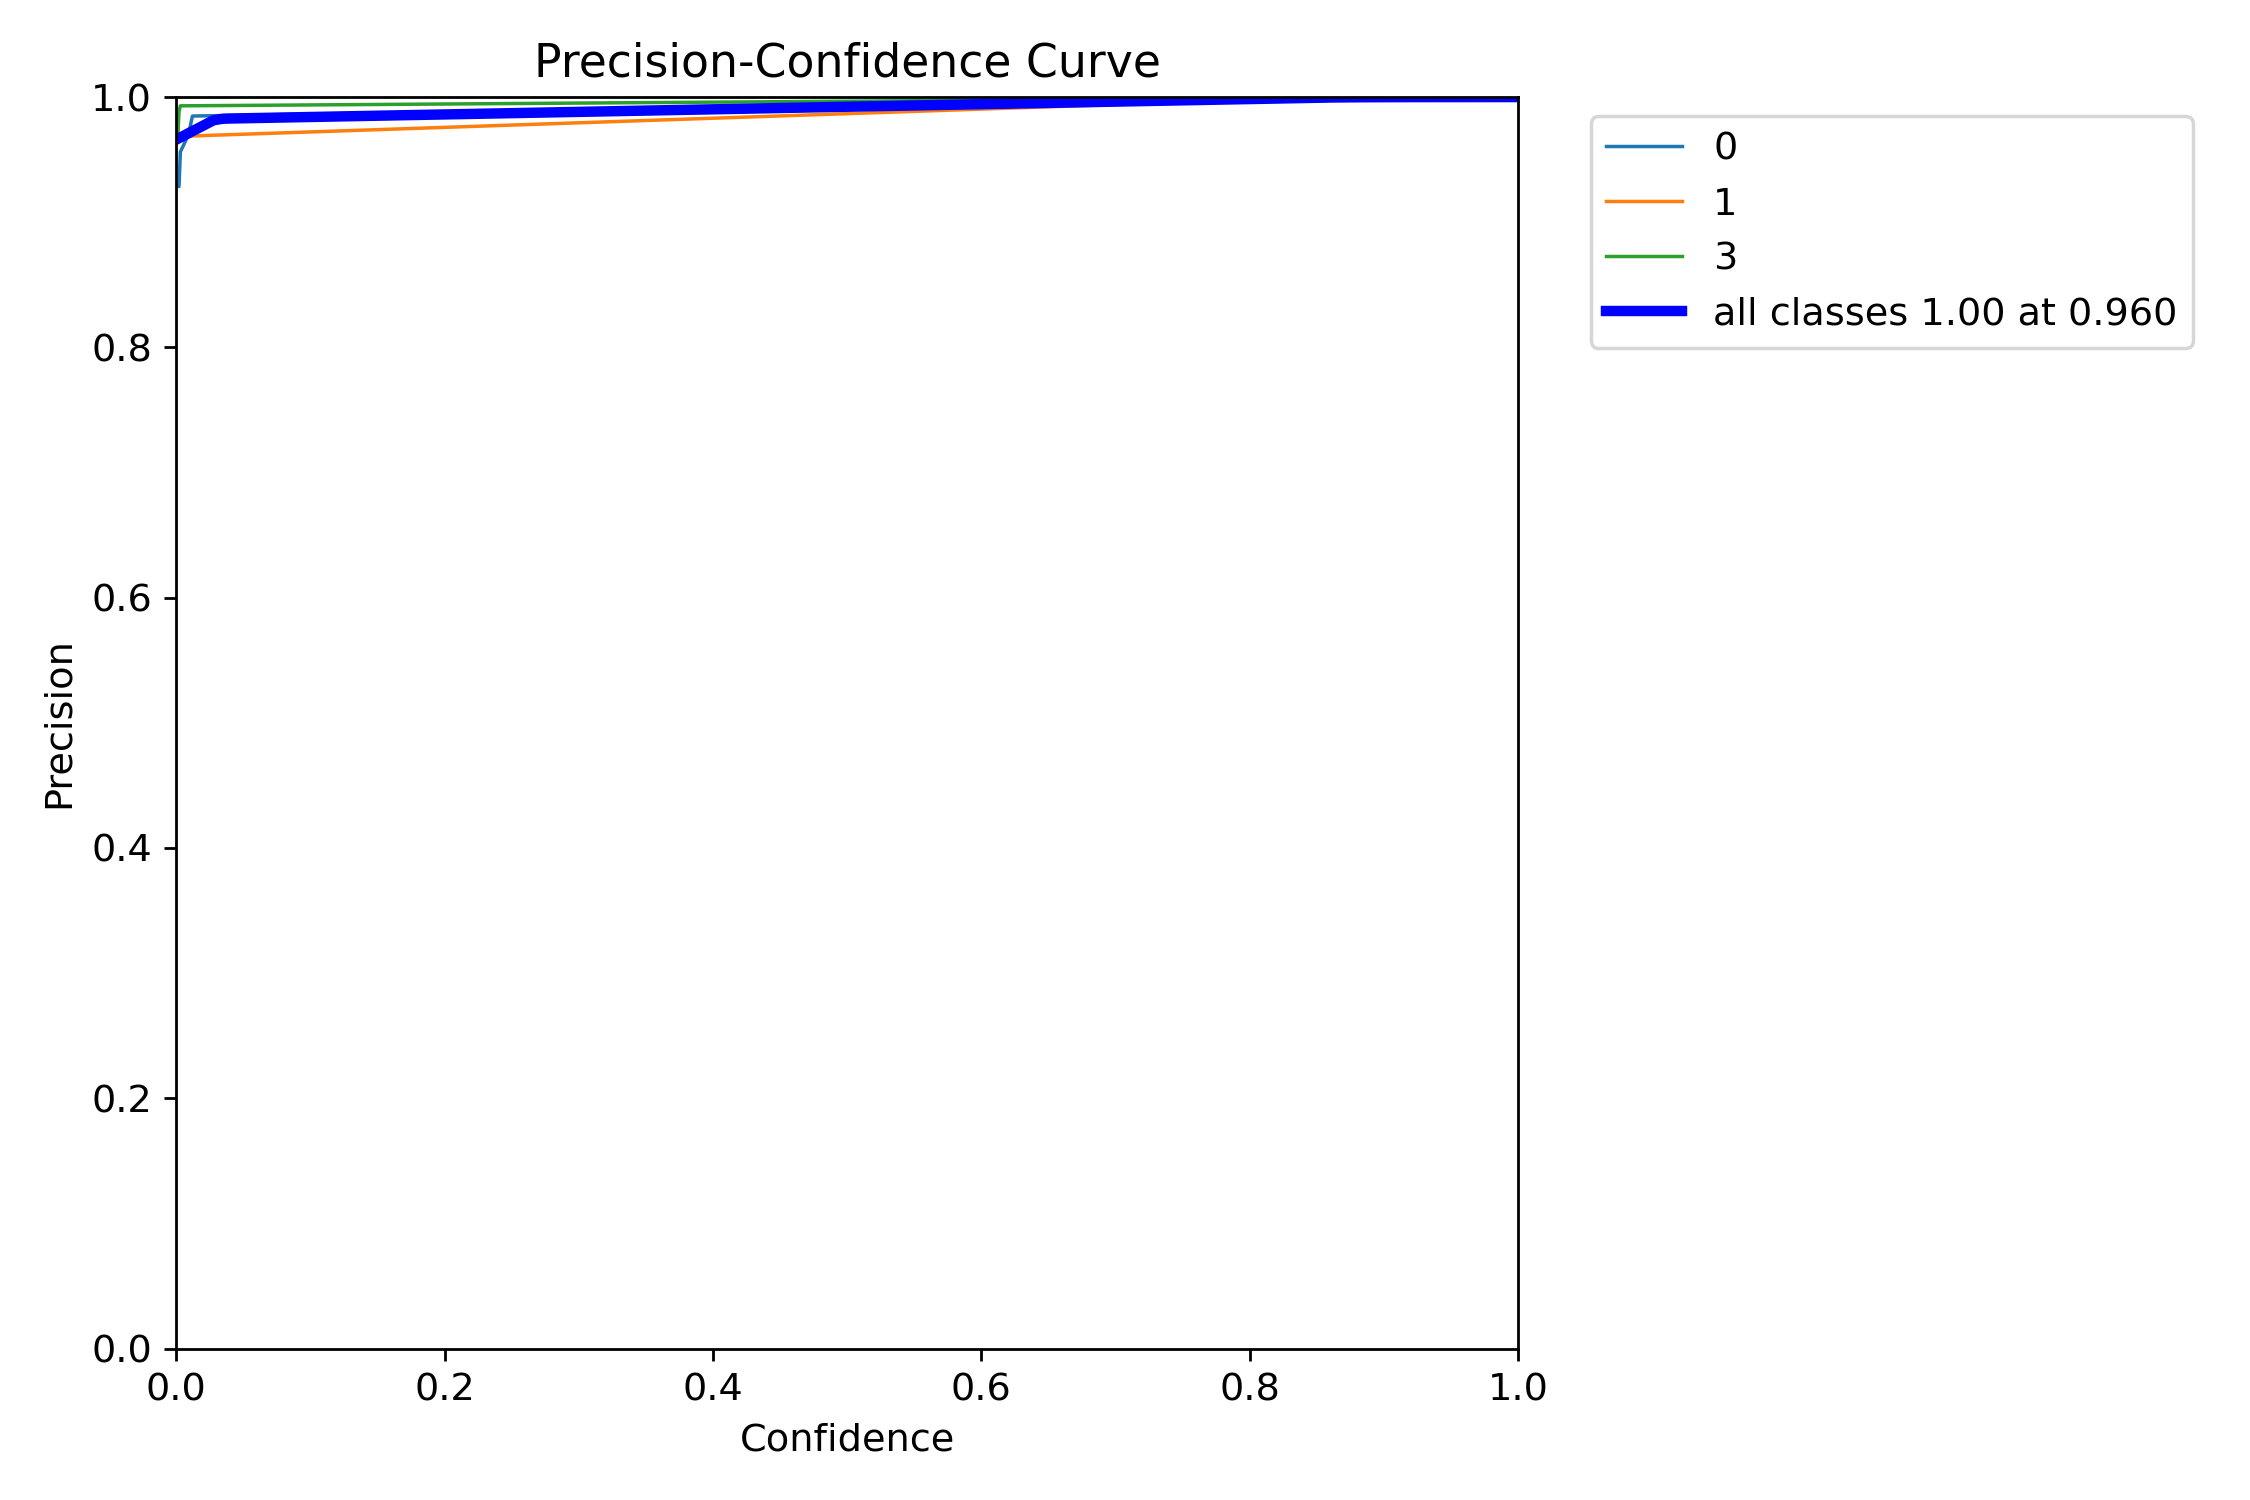 Precision-Confidence Curve
1.0
0.8
0.6
0.4
0.2
0.0
Precision
0.0 0.2 0.4 0.6 0.8 1.0
Confidence
0
1
3
all classes 1.00 at 0.960